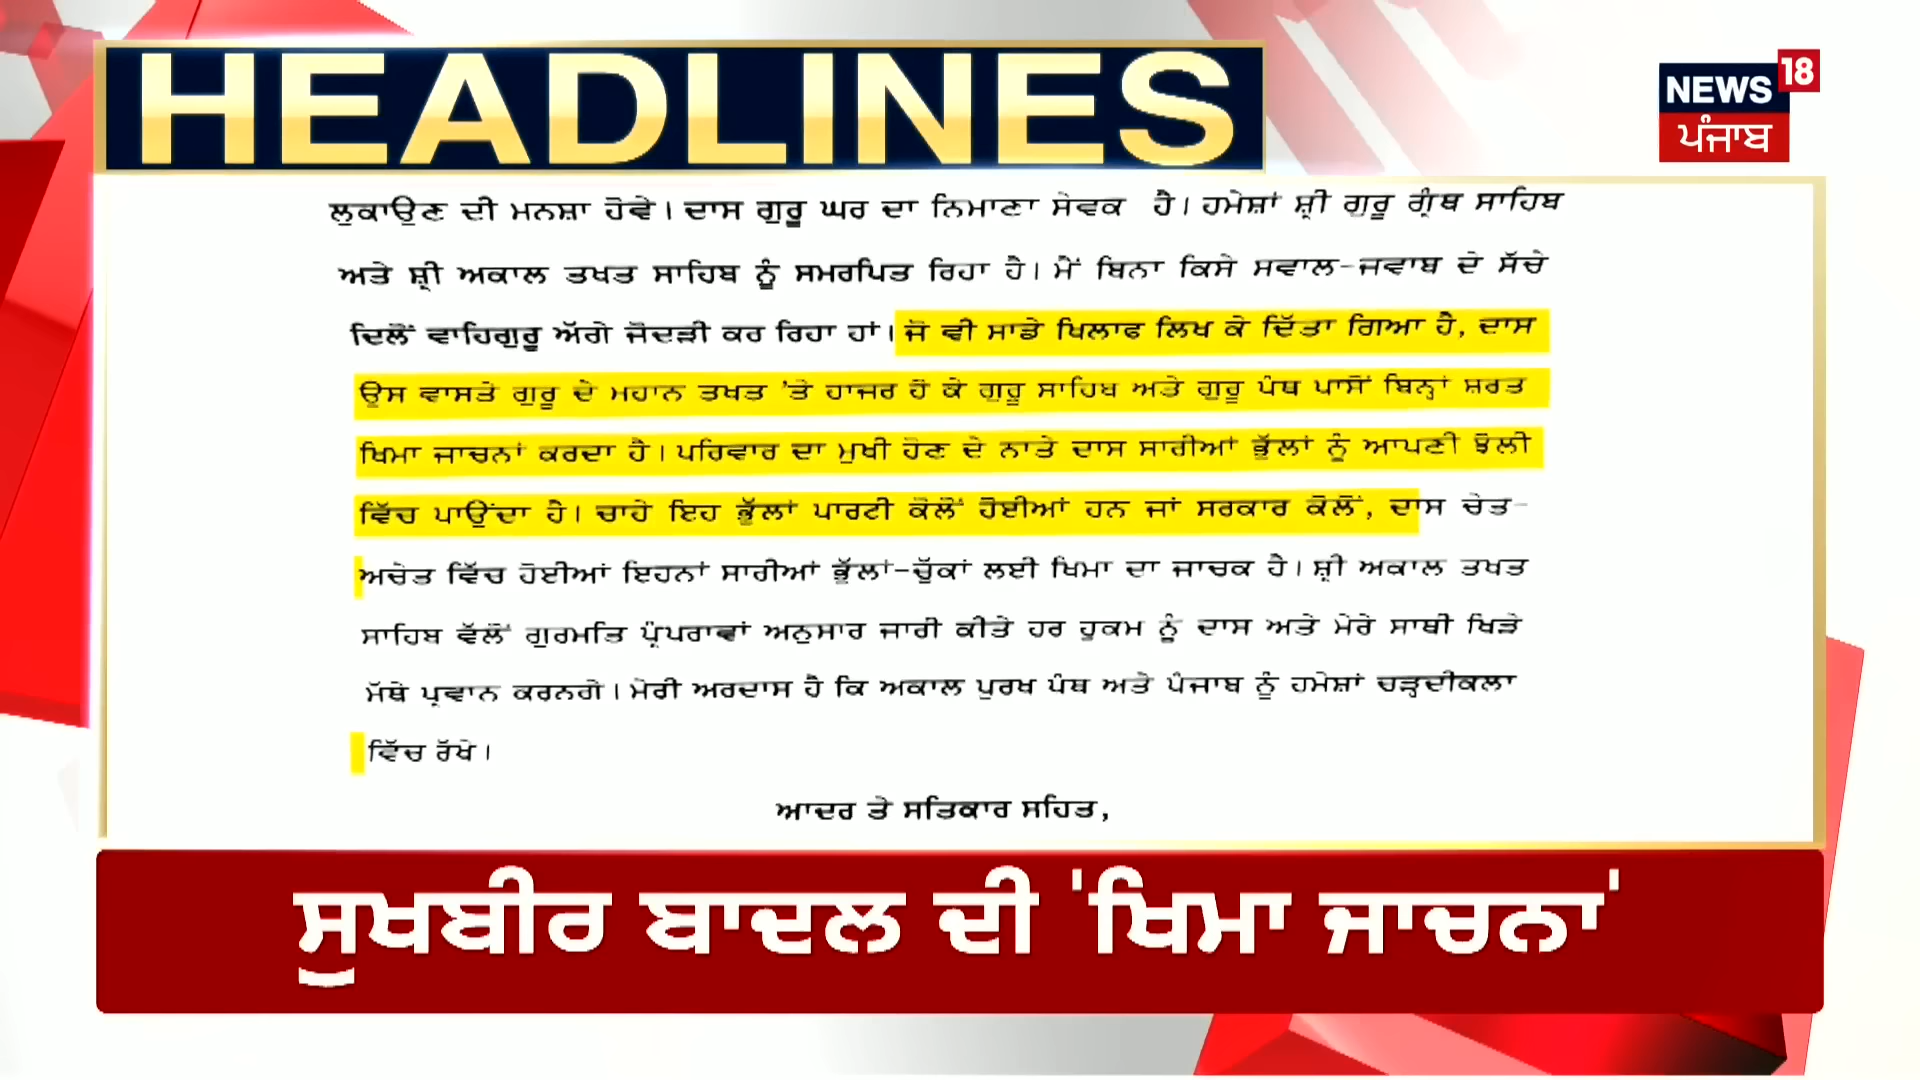 HEADLINES
NEWS 18
ਪੰਜਾਬ
ਲੁਕਾਉਣ ਦੀ ਮਨਸ਼ਾ ਹੋਵੇ। ਦਾਸ ਗੁਰੂ ਘਰ ਦਾ ਨਿਮਾਣਾ ਸੇਵਕ ਹੈ। ਹਮੇਸ਼ਾਂ ਸ਼੍ਰੀ ਗੁਰੂ ਗ੍ਰੰਥ ਸਾਹਿਬ
ਅਤੇ ਸ਼੍ਰੀ ਅਕਾਲ ਤਖਤ ਸਾਹਿਬ ਨੂੰ ਸਮਰਪਿਤ ਰਿਹਾ ਹੈ। ਮੈਂ ਬਿਨਾ ਕਿਸੇ ਸਵਾਲ-ਜਵਾਬ ਦੇ ਸੱਚੇ
ਦਿਲੋਂ ਵਾਹਿਗੁਰੂ ਅੱਗੇ ਜੋਦੜੀ ਕਰ ਰਿਹਾ ਹਾਂ। ਜੋ ਵੀ ਸਾਡੇ ਖਿਲਾਫ ਲਿਖ ਕੇ ਦਿੱਤਾ ਗਿਆ ਹੈ, ਦਾਸ
ਉਸ ਵਾਸਤੇ ਗੁਰੂ ਦੇ ਮਹਾਨ ਤਖਤ ’ਤੇ ਹਾਜਰ ਹੋ ਕੇ ਗੁਰੂ ਸਾਹਿਬ ਅਤੇ ਗੁਰੂ ਪੰਥ ਪਾਸੋਂ ਬਿਨ੍ਹਾਂ ਸ਼ਰਤ
ਖਿਮਾ ਜਾਚਨਾਂ ਕਰਦਾ ਹੈ। ਪਰਿਵਾਰ ਦਾ ਮੁਖੀ ਹੋਣ ਦੇ ਨਾਤੇ ਦਾਸ ਸਾਰੀਆਂ ਭੁੱਲਾਂ ਨੂੰ ਆਪਣੀ ਝੋਲੀ
ਵਿੱਚ ਪਾਉਂਦਾ ਹੈ। ਚਾਹੇ ਇਹ ਭੁੱਲਾਂ ਪਾਰਟੀ ਕੋਲੋਂ ਹੋਈਆਂ ਹਨ ਜਾਂ ਸਰਕਾਰ ਕੋਲੋਂ, ਦਾਸ ਚੇਤ-
ਅਚੇਤ ਵਿੱਚ ਹੋਈਆਂ ਇਹਨਾਂ ਸਾਰੀਆਂ ਭੁੱਲਾਂ-ਚੁੱਕਾਂ ਲਈ ਖਿਮਾ ਦਾ ਜਾਚਕ ਹੈ। ਸ਼੍ਰੀ ਅਕਾਲ ਤਖਤ
ਸਾਹਿਬ ਵੱਲੋਂ ਗੁਰਮਤਿ ਪ੍ਰੰਪਰਾਵਾਂ ਅਨੁਸਾਰ ਜਾਰੀ ਕੀਤੇ ਹਰ ਹੁਕਮ ਨੂੰ ਦਾਸ ਅਤੇ ਮੇਰੇ ਸਾਥੀ ਖਿੜੇ
ਮੱਥੇ ਪ੍ਰਵਾਨ ਕਰਨਗੇ। ਮੇਰੀ ਅਰਦਾਸ ਹੈ ਕਿ ਅਕਾਲ ਪੁਰਖ ਪੰਥ ਅਤੇ ਪੰਜਾਬ ਨੂੰ ਹਮੇਸ਼ਾਂ ਚੜ੍ਹਦੀਕਲਾ
ਵਿੱਚ ਰੱਖੇ।
ਆਦਰ ਤੇ ਸਤਿਕਾਰ ਸਹਿਤ,
ਸੁਖਬੀਰ ਬਾਦਲ ਦੀ 'ਖਿਮਾ ਜਾਚਨਾ'